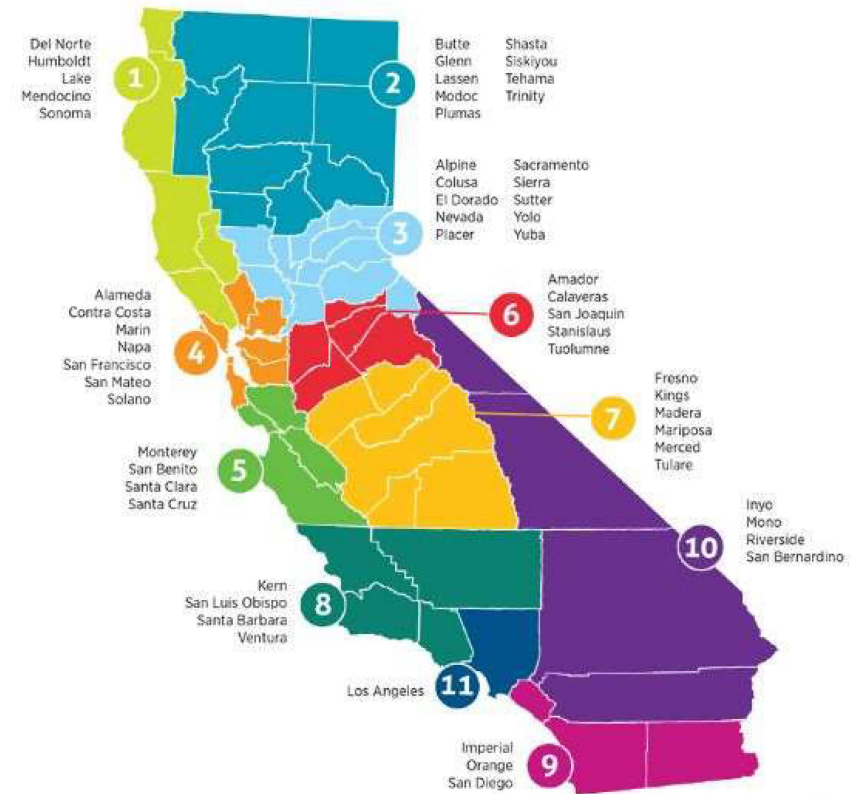 Del Norte
Humboldt
Lake
Mendocino
Sonoma
1
2
Butte
Glenn
Lassen
Modoc
Plumas
Shasta
Siskiyou
Tehama
Trinity
3
Alpine
Colusa
El Dorado
Nevada
Placer
Sacramento
Sierra
Sutter
Yolo
Yuba
Alameda
Contra Costa
Marin
Napa
San Francisco
San Mateo
Solano
4
6
Amador
Calaveras
San Joaquin
Stanislaus
Tuolumne
7
Fresno
Kings
Madera
Mariposa
Merced
Tulare
Monterey
San Benito
Santa Clara
Santa Cruz
5
10
Inyo
Mono
Riverside
San Bernardino
Kern
San Luis Obispo
Santa Barbara
Ventura
8
Los Angeles
11
Imperial
Orange
San Diego
9